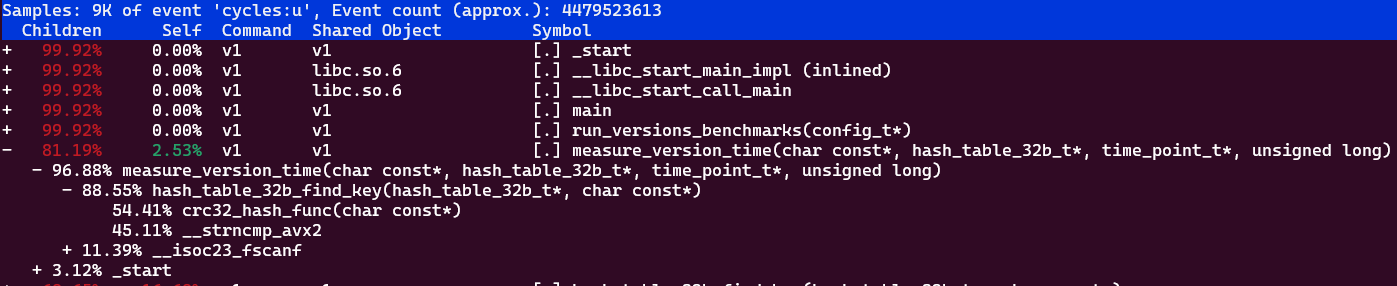 Samples: 9K of event 'cycles:u', Event count (approx.): 4479523613
Children Self Command Shared Object Symbol
+ 99.92% 0.00% v1 v1 [.] _start
+ 99.92% 0.00% v1 libc.so.6 [.] __libc_start_main_impl (inlined)
+ 99.92% 0.00% v1 libc.so.6 [.] __libc_start_call_main
+ 99.92% 0.00% v1 v1 [.] main
+ 99.92% 0.00% v1 v1 [.] run_versions_benchmarks(config_t*)
- 81.19% 2.53% v1 v1 [.] measure_version_time(char const*, hash_table_32b_t*, time_point_t*, unsigned long)
- 96.88% measure_version_time(char const*, hash_table_32b_t*, time_point_t*, unsigned long)
- 88.55% hash_table_32b_find_key(hash_table_32b_t*, char const*)
54.41% crc32_hash_func(char const*)
45.11% __strncmp_avx2
+ 11.39% __isoc23_fscanf
+ 3.12% _start